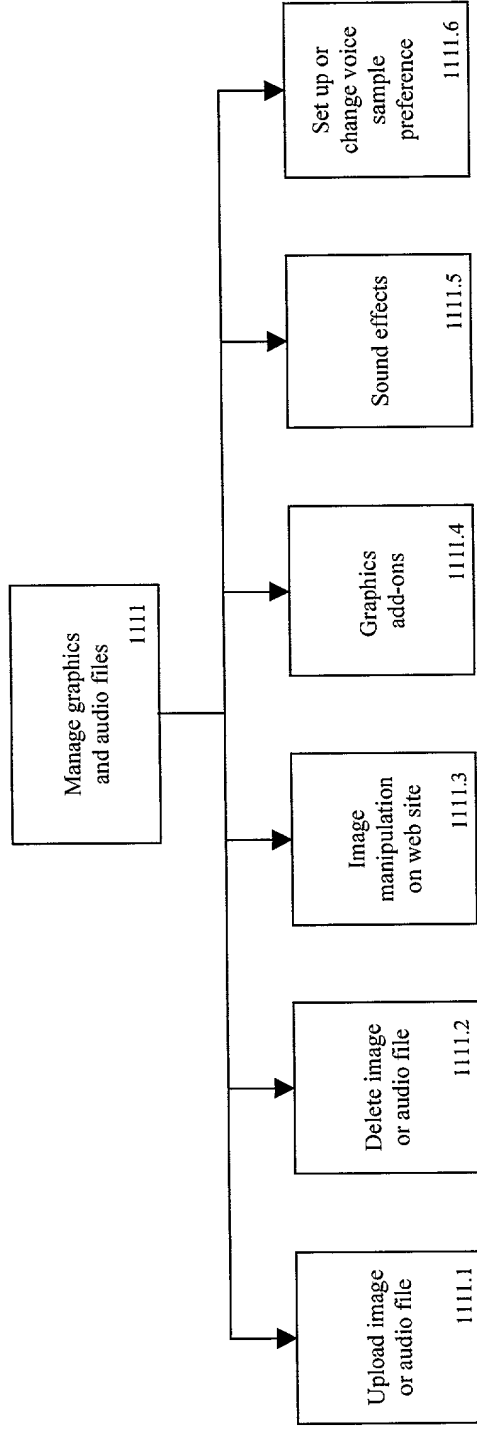 Manage graphics
and audio files
1111
Upload image
or audio file
1111.1
Delete image
or audio file
1111.2
Image
manipulation
on web site
1111.3
Graphics
add-ons
1111.4
Sound effects
1111.5
Set up or
change voice
sample
preference
1111.6